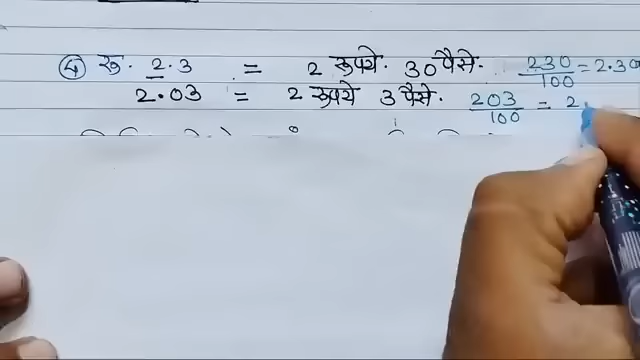 ④ रु. 2.3 = 2 रुपये. 30 पैसे. 230/100 = 2.30
2.03 = 2 रुपये 3 पैसे. 203/100 = 2.